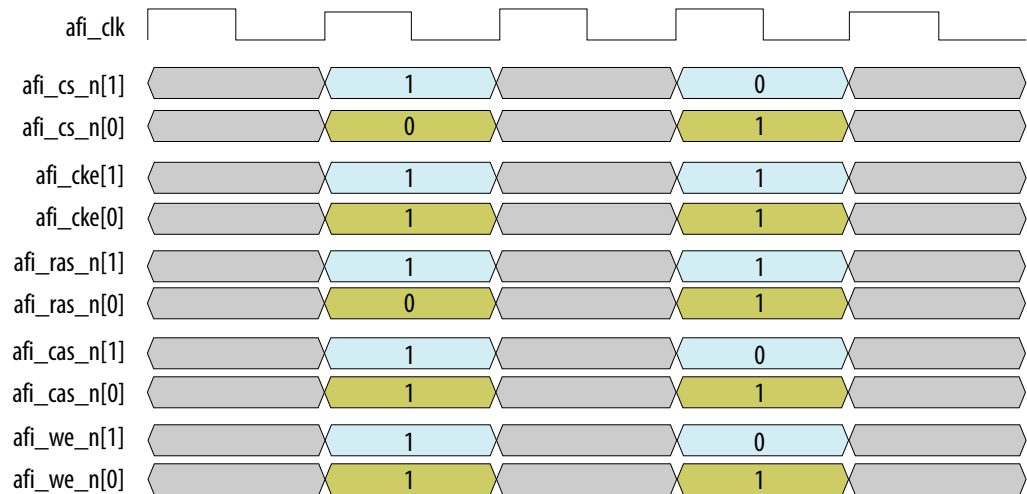 afi_clk
afi_cs_n[1] 1 0
afi_cs_n[0] 0 1
afi_cke[1] 1 1
afi_cke[0] 1 1
afi_ras_n[1] 1 1
afi_ras_n[0] 0 1
afi_cas_n[1] 1 0
afi_cas_n[0] 1 1
afi_we_n[1] 1 0
afi_we_n[0] 1 1